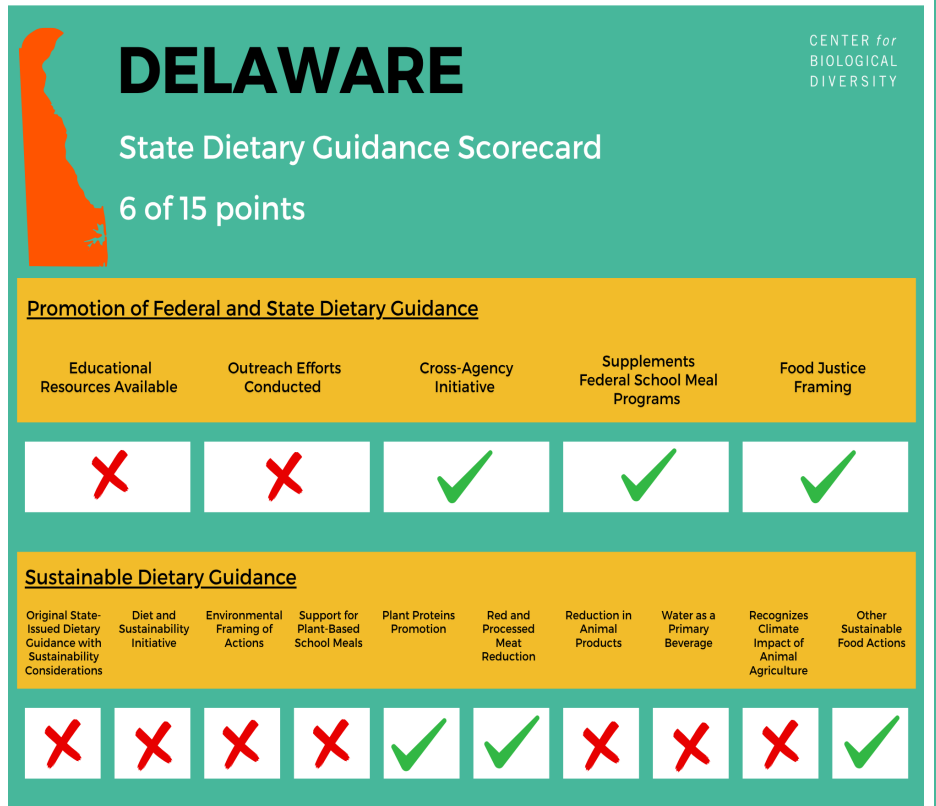 DELAWARE
CENTER for
BIOLOGICAL
DIVERSITY
State Dietary Guidance Scorecard
6 of 15 points
Promotion of Federal and State Dietary Guidance
Educational
Resources Available
Outreach Efforts
Conducted
Cross-Agency
Initiative
Supplements
Federal School Meal
Programs
Food Justice
Framing
Sustainable Dietary Guidance
Original State-
Issued Dietary
Guidance with
Sustainability
Considerations
Diet and
Sustainability
Initiative
Environmental
Framing of
Actions
Support for
Plant-Based
School Meals
Plant Proteins
Promotion
Red and
Processed
Meat
Reduction
Reduction in
Animal
Products
Water as a
Primary
Beverage
Recognizes
Climate
Impact of
Animal
Agriculture
Other
Sustainable
Food Actions